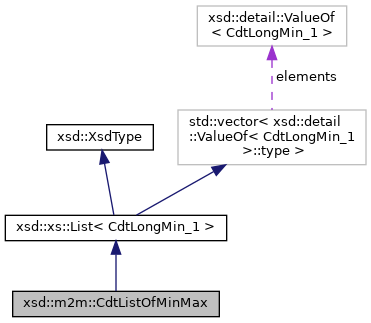 xsd::detail::ValueOf
< CdtLongMin_1 >
elements
std::vector< xsd::detail
::ValueOf< CdtLongMin_1
>::type >
xsd::XsdType
xsd::xs::List< CdtLongMin_1 >
xsd::m2m::CdtListOfMinMax